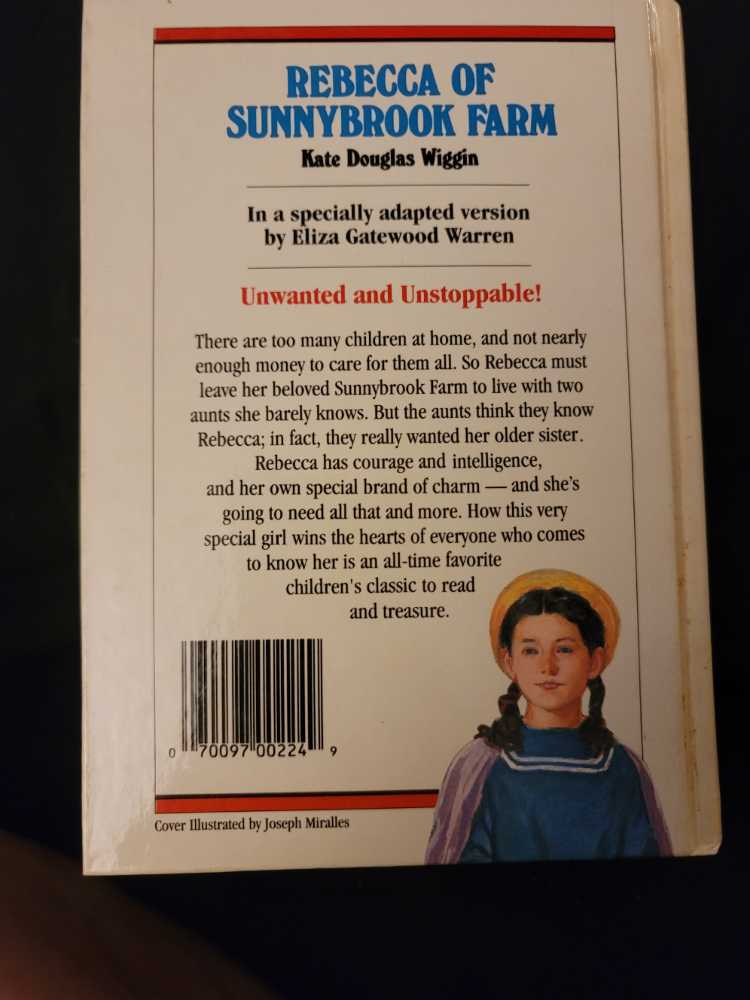 REBECCA OF
SUNNYBROOK FARM
Kate Douglas Wiggin
In a specially adapted version
by Eliza Gatewood Warren
Unwanted and Unstoppable!
There are too many children at home, and not nearly
enough money to care for them all. So Rebecca must
leave her beloved Sunnybrook Farm to live with two
aunts she barely knows. But the aunts think they know
Rebecca; in fact, they really wanted her older sister.
Rebecca has courage and intelligence,
and her own special brand of charm — and she's
going to need all that and more. How this very
special girl wins the hearts of everyone who comes
to know her is an all-time favorite
children's classic to read
and treasure.
0 70097 00224 9
Cover Illustrated by Joseph Miralles